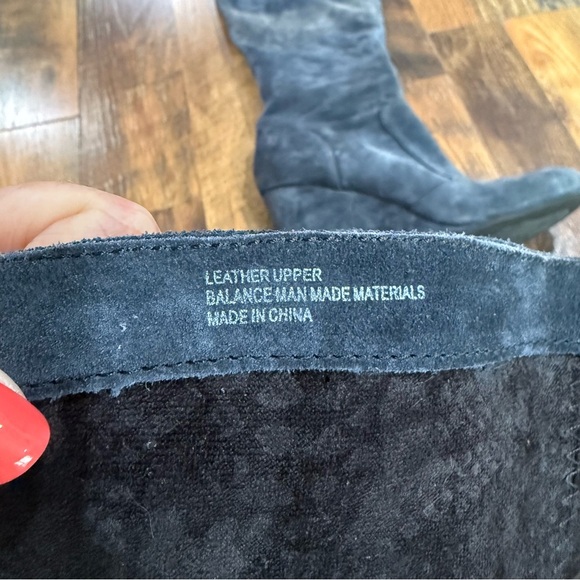 LEATHER UPPER
BALANCE MAN MADE MATERIALS
MADE IN CHINA